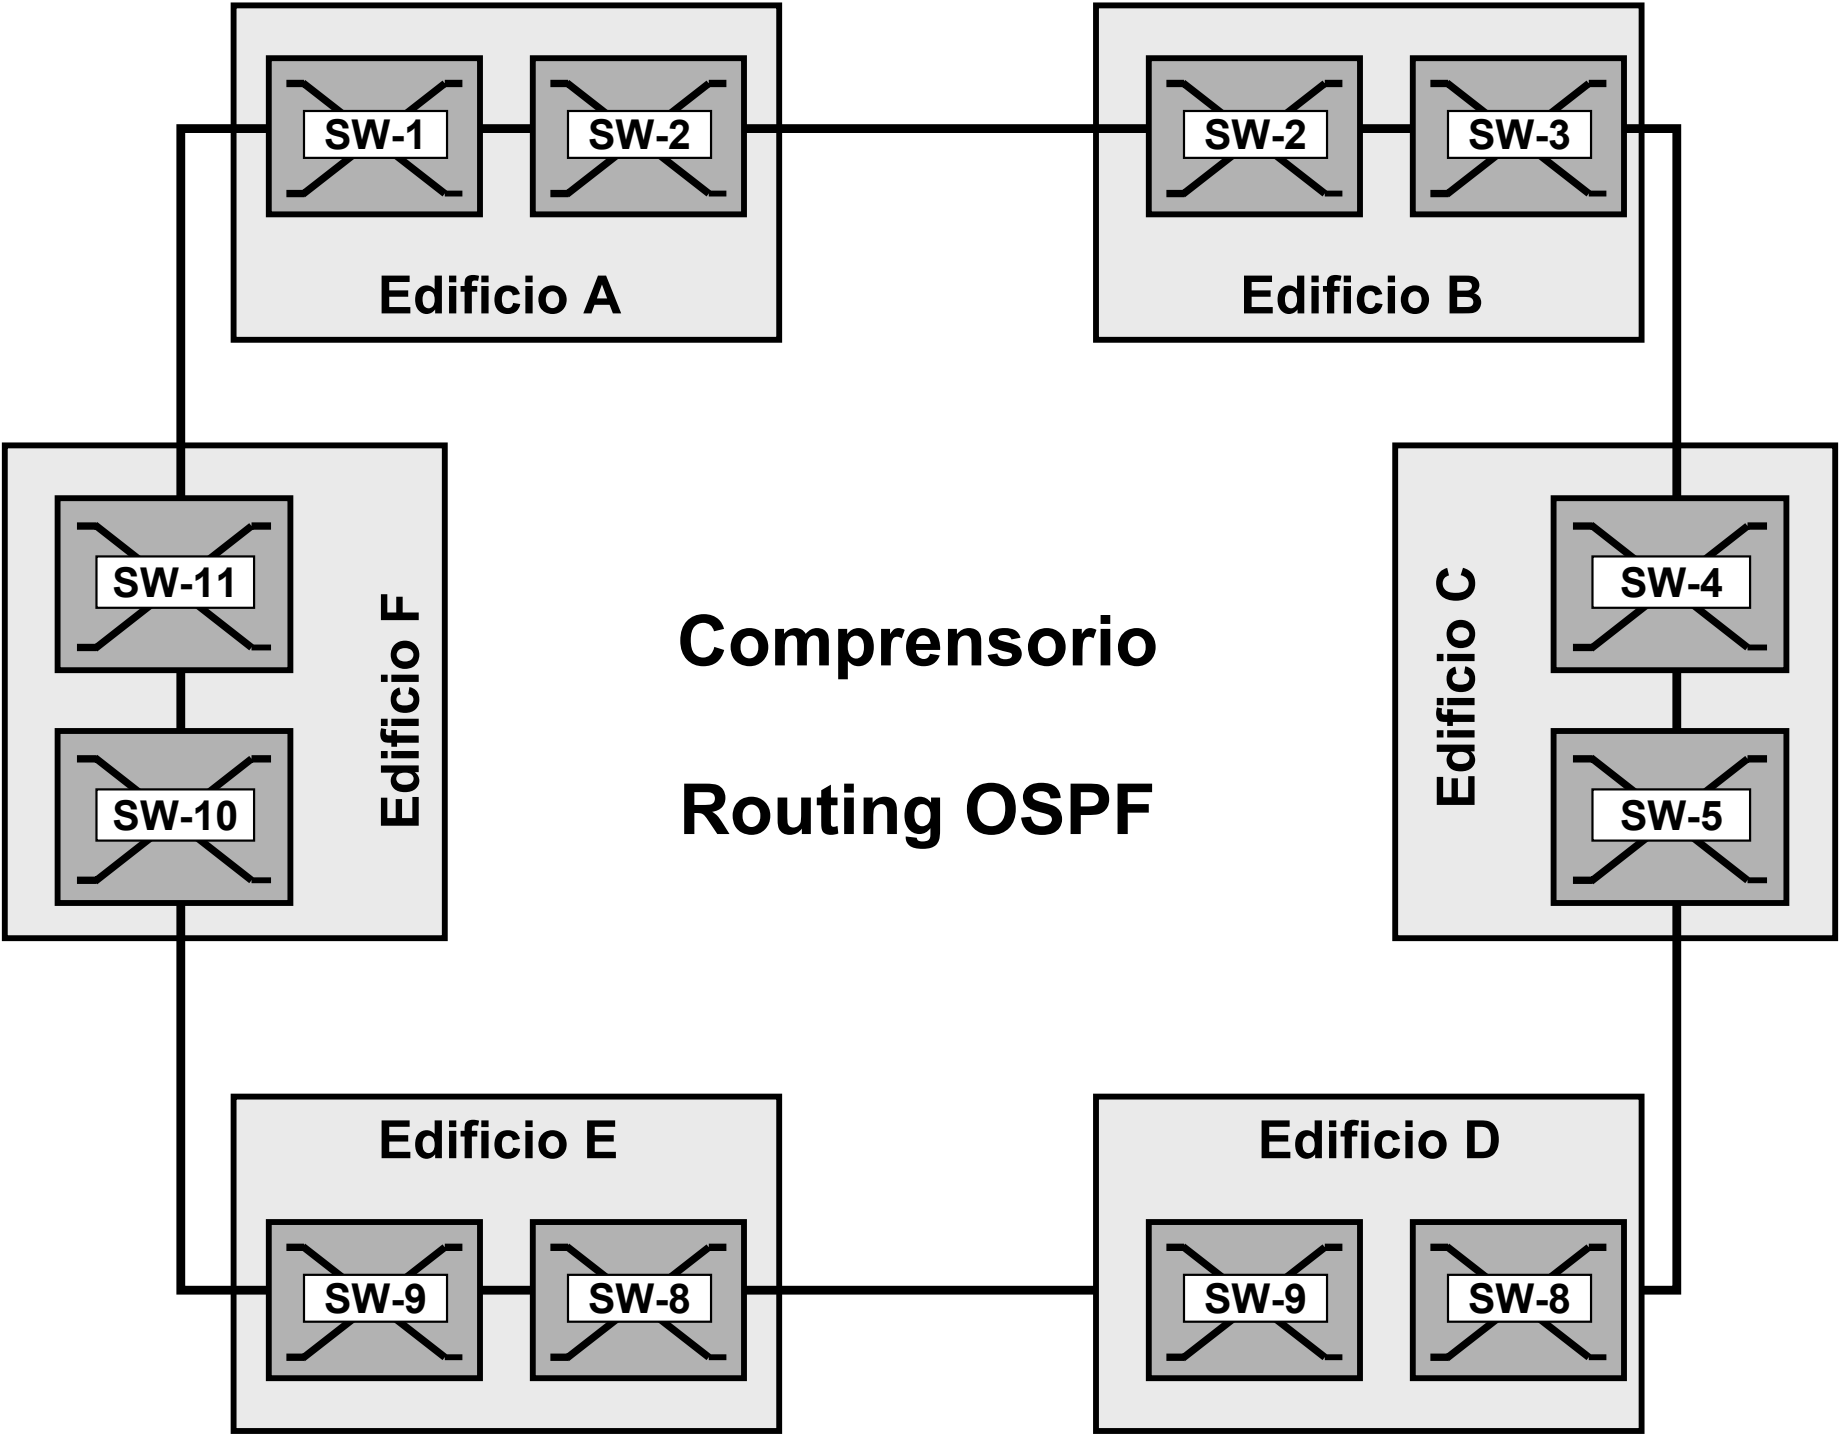 SW-1
SW-2
SW-2
SW-3
Edificio A
Edificio B
SW-11
SW-10
Edificio F
Comprensorio
Routing OSPF
Edificio C
SW-4
SW-5
Edificio E
Edificio D
SW-9
SW-8
SW-9
SW-8